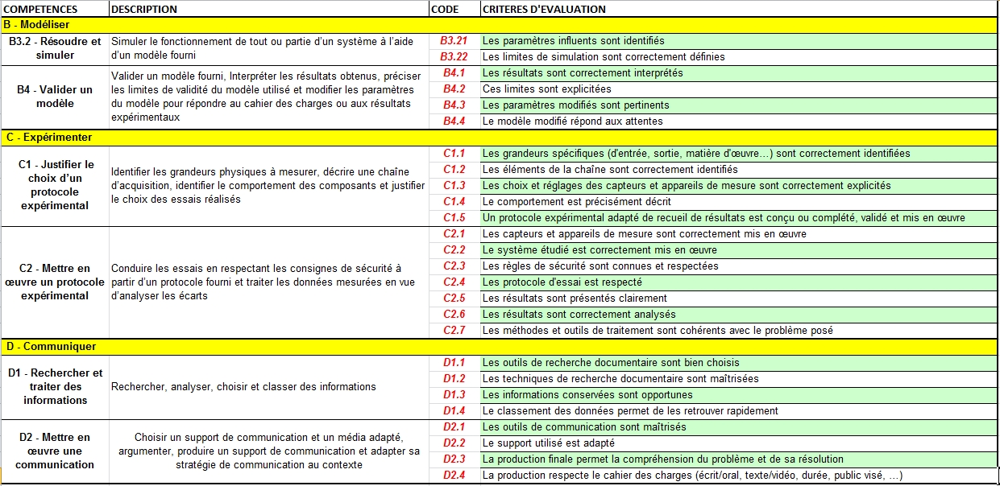 COMPETENCES DESCRIPTION CODE CRITERES D'EVALUATION
B - Modéliser
B3.2 - Résoudre et
simuler
Simuler le fonctionnement de tout ou partie d'un système à l'aide
d'un modèle fourni
B3.21 Les paramètres influents sont identifiés
B3.22 Les limites de simulation sont correctement définies
B4 - Valider un
modèle
Valider un modèle fourni, Interpréter les résultats obtenus, préciser
les limites de validité du modèle utilisé et modifier les paramètres
du modèle pour répondre au cahier des charges ou aux résultats
expérimentaux
B4.1 Les résultats sont correctement interprétés
B4.2 Ces limites sont explicitées
B4.3 Les paramètres modifiés sont pertinents
B4.4 Le modèle modifié répond aux attentes
C - Expérimenter
C1 - Justifier le
choix d'un
protocole
expérimental
Identifier les grandeurs physiques à mesurer, décrire une chaîne
d'acquisition, identifier le comportement des composants et justifier
le choix des essais réalisés
C1.1 Les grandeurs spécifiques (d'entrée, sortie, matière d'œuvre…) sont correctement identifiées
C1.2 Les éléments de la chaîne sont correctement identifiés
C1.3 Les choix et réglages des capteurs et appareils de mesure sont correctement explicités
C1.4 Le comportement est précisément décrit
C1.5 Un protocole expérimental adapté de recueil de résultats est conçu ou complété, validé et mis en œuvre
C2 - Mettre en
œuvre un protocole
expérimental
Conduire les essais en respectant les consignes de sécurité à
partir d'un protocole fourni et traiter les données mesurées en vue
d'analyser les écarts
C2.1 Les capteurs et appareils de mesure sont correctement mis en œuvre
C2.2 Le système étudié est correctement mis en œuvre
C2.3 Les règles de sécurité sont connues et respectées
C2.4 Les protocole d'essai est respecté
C2.5 Les résultats sont présentés clairement
C2.6 Les résultats sont correctement analysés
C2.7 Les méthodes et outils de traitement sont cohérents avec le problème posé
D - Communiquer
D1 - Rechercher et
traiter des
informations
Rechercher, analyser, choisir et classer des informations
D1.1 Les outils de recherche documentaire sont bien choisis
D1.2 Les techniques de recherche documentaire sont maîtrisées
D1.3 Les informations conservées sont opportunes
D1.4 Le classement des données permet de les retrouver rapidement
D2 - Mettre en
œuvre une
communication
Choisir un support de communication et un média adapté,
argumenter, produire un support de communication et adapter sa
stratégie de communication au contexte
D2.1 Les outils de communication sont maîtrisés
D2.2 Le support utilisé est adapté
D2.3 La production finale permet la compréhension du problème et de sa résolution
D2.4 La production respecte le cahier des charges (écrit/oral, texte/vidéo, durée, public visé, …)